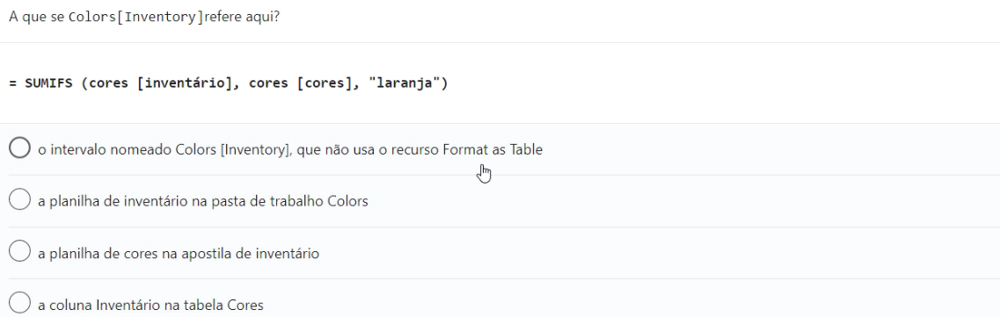 A que se Colors[Inventory]refere aqui?
= SUMIFS (cores [inventário], cores [cores], "laranja")
o intervalo nomeado Colors [Inventory], que não usa o recurso Format as Table
a planilha de inventário na pasta de trabalho Colors
a planilha de cores na apostila de inventário
a coluna Inventário na tabela Cores